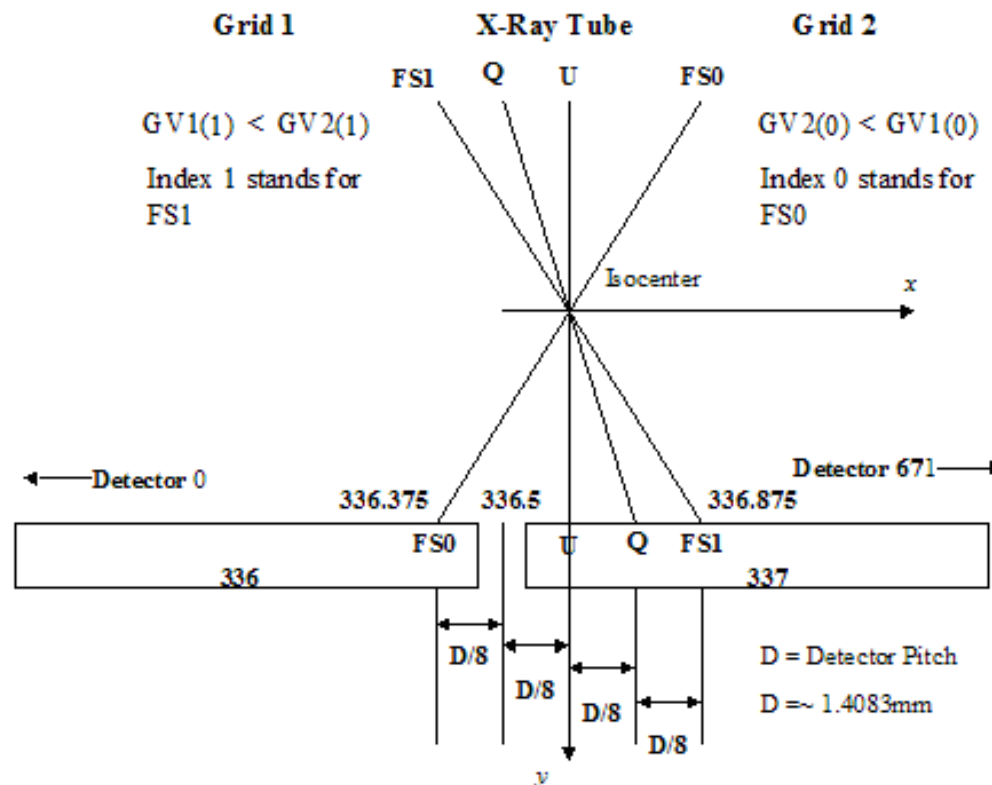 Grid 1
X-Ray Tube
Grid 2
FS1
Q
U
FS0
GV1(1) < GV2(1)
GV2(0) < GV1(0)
Index 1 stands for
FS1
Index 0 stands for
FS0
Isocenter
x
Detector 0
Detector 671
336.375
336.5
336.875
FS0
U
Q
FS1
336
337
D/8
D/8
D/8
D/8
D = Detector Pitch
D =~ 1.4083mm
y